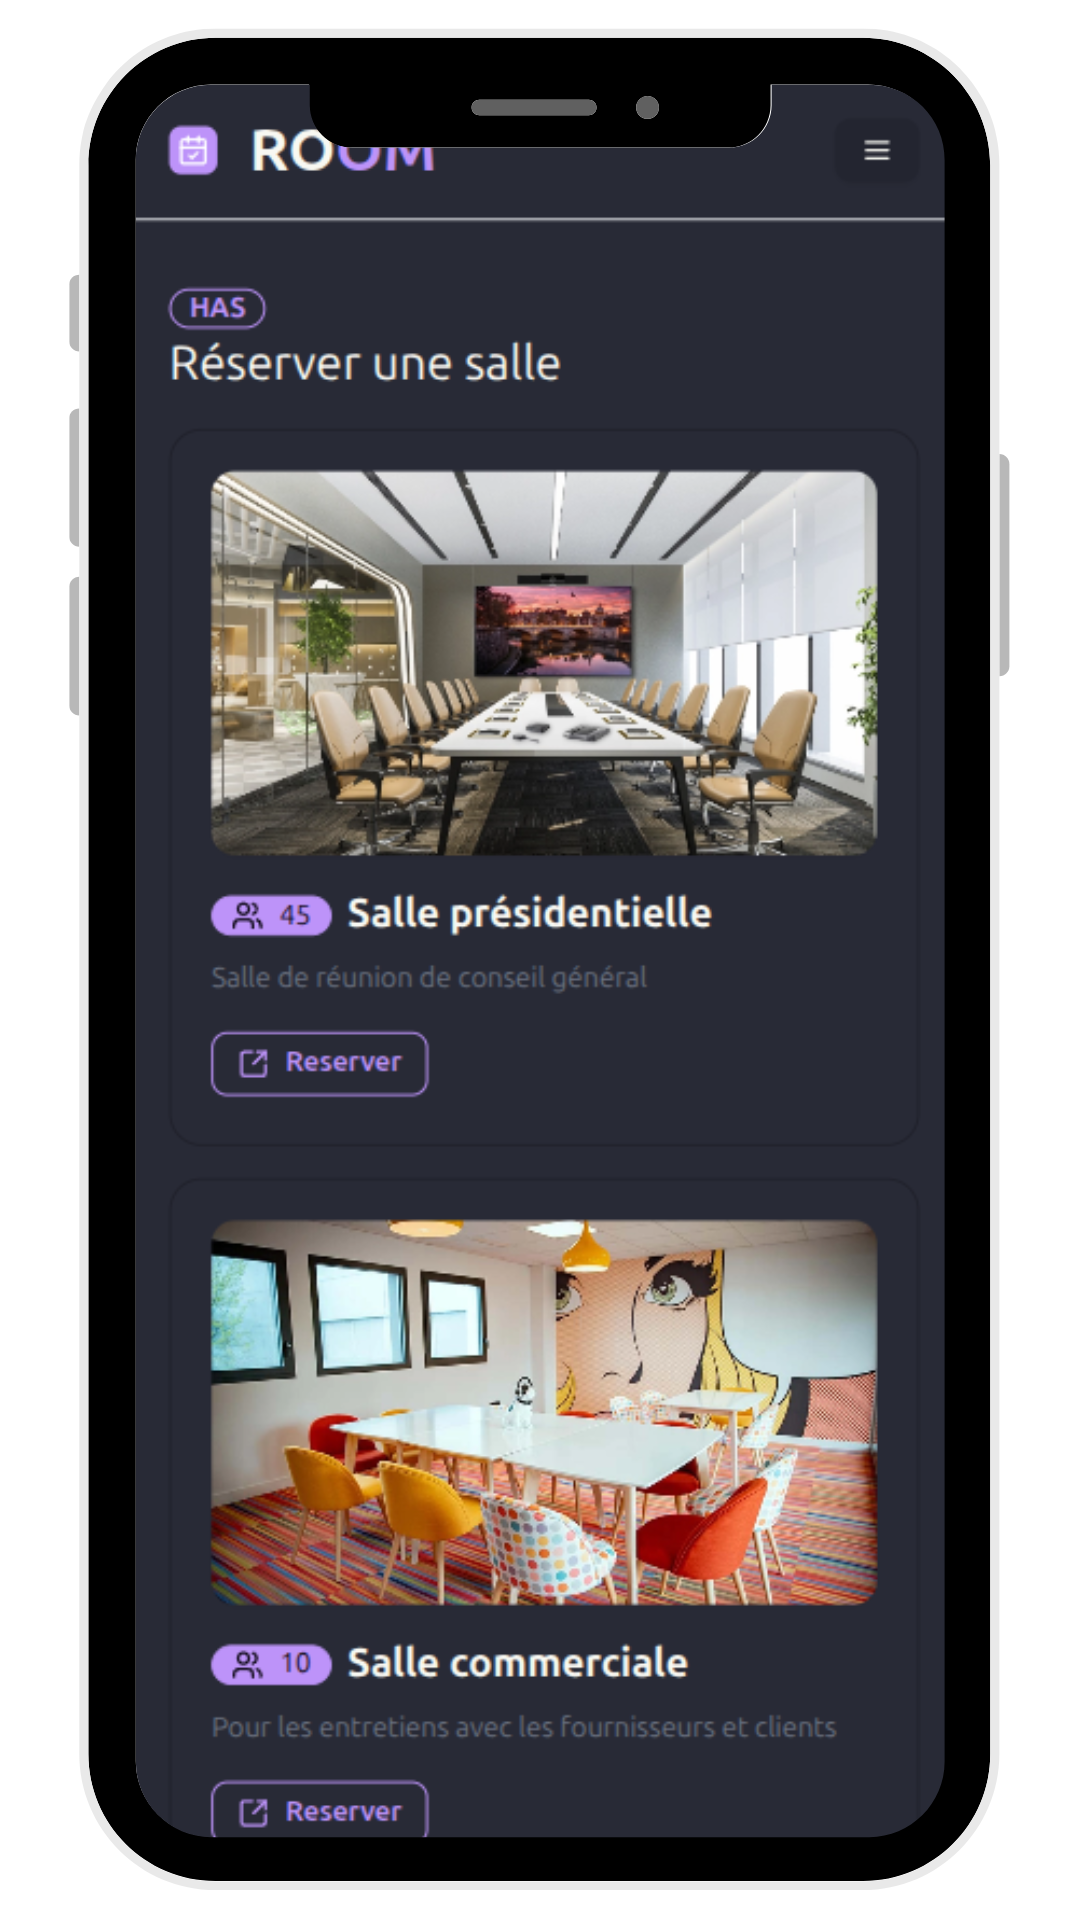 ROOM
HAS
Réserver une salle
45 Salle présidentielle
Salle de réunion de conseil général
Reserver
10 Salle commerciale
Pour les entretiens avec les fournisseurs et clients
Reserver